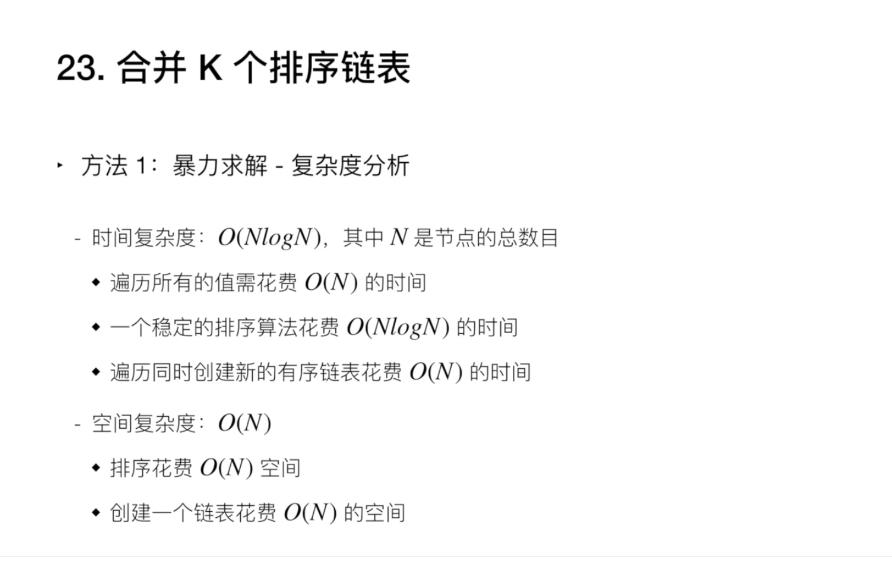 23. 合并 K 个排序链表
‣ 方法 1：暴力求解 - 复杂度分析
- 时间复杂度：O(NlogN)，其中 N 是节点的总数目
◆ 遍历所有的值需花费 O(N) 的时间
◆ 一个稳定的排序算法花费 O(NlogN) 的时间
◆ 遍历同时创建新的有序链表花费 O(N) 的时间
- 空间复杂度：O(N)
◆ 排序花费 O(N) 空间
◆ 创建一个链表花费 O(N) 的空间